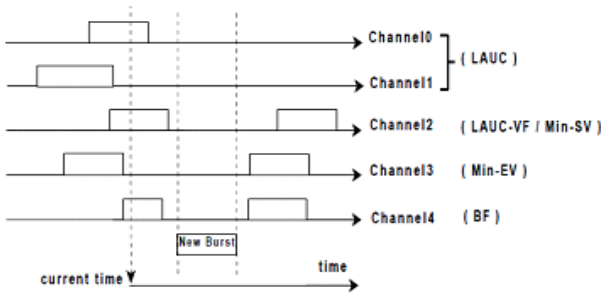 Channel0
( LAUC )
Channel1
Channel2 ( LAUC-VF / Min-SV )
Channel3 ( Min-EV )
Channel4 ( BF )
New Burst
time
current time